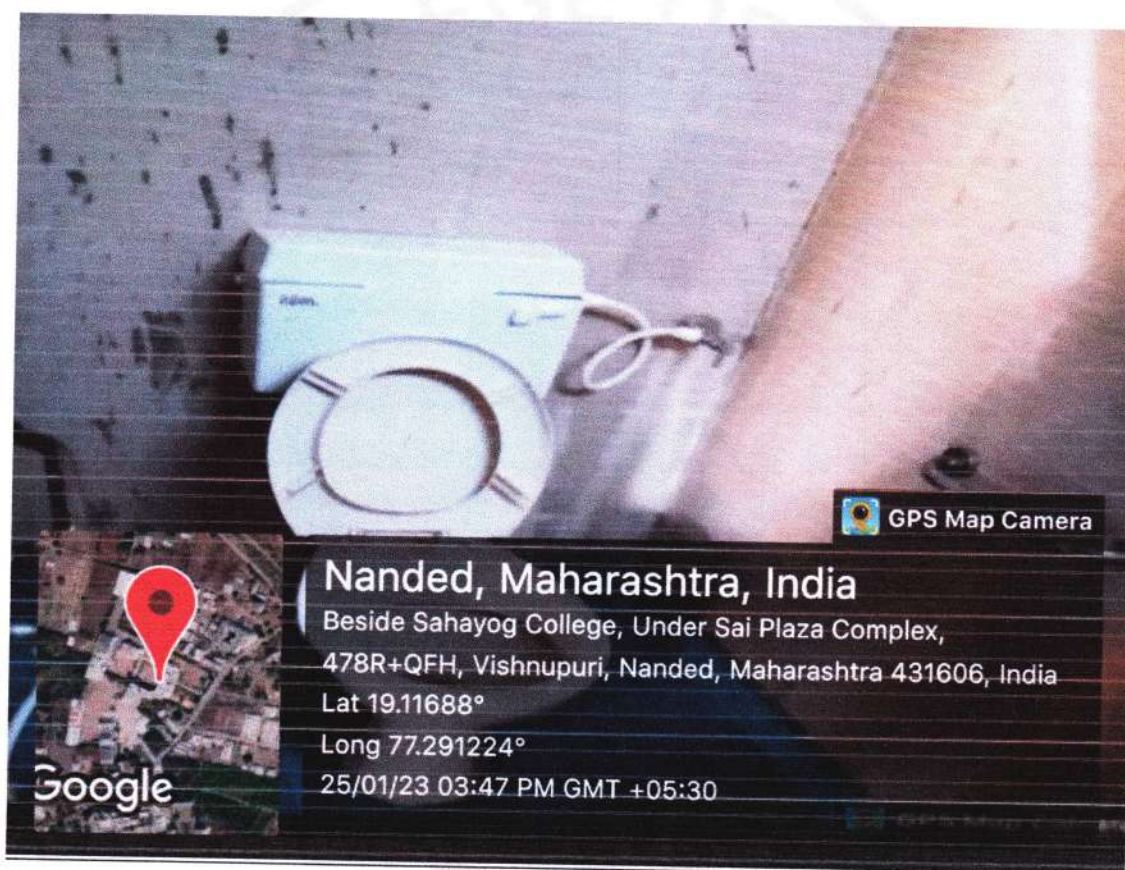 GPS Map Camera
Nanded, Maharashtra, India
Beside Sahayog College, Under Sai Plaza Complex,
478R+QFH, Vishnupuri, Nanded, Maharashtra 431606, India
Lat 19.11688°
Long 77.291224°
25/01/23 03:47 PM GMT +05:30
Google